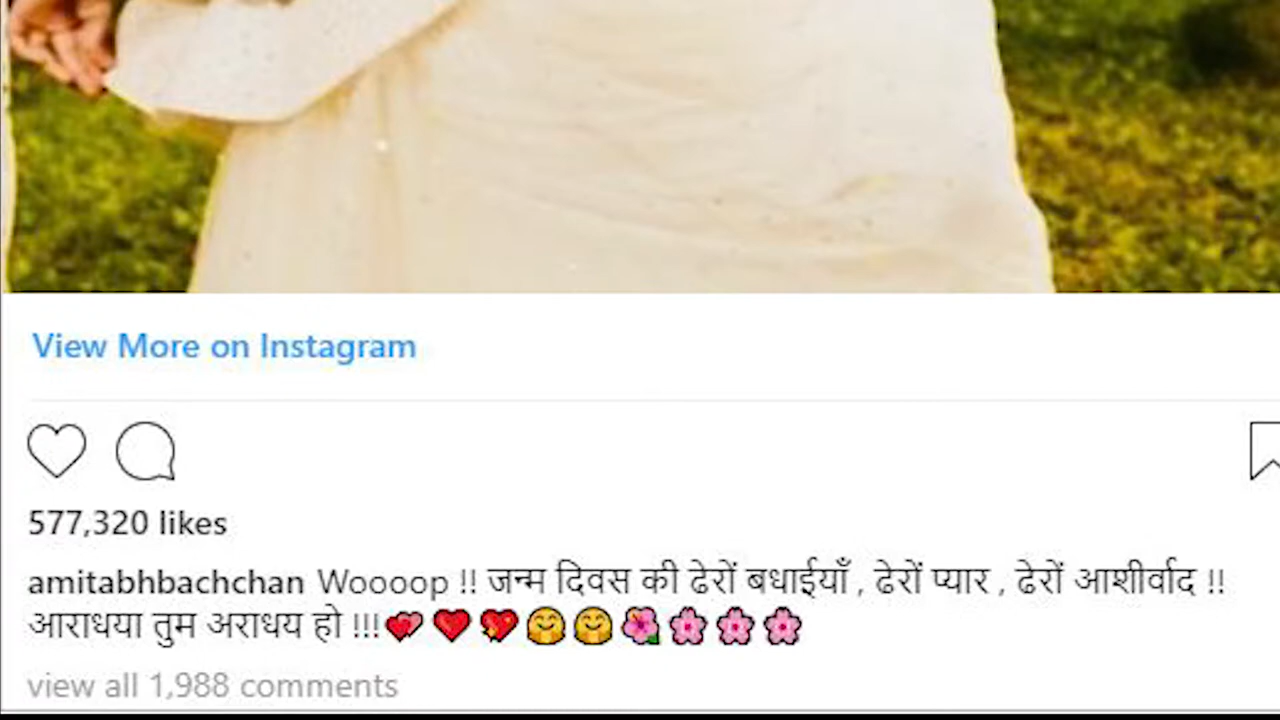 View More on Instagram
577,320 likes
amitabhbachchan Woooop !! जन्म दिवस की ढेरों बधाईयाँ , ढेरों प्यार , ढेरों आशीर्वाद !!
आराधया तुम अराधय हो !!!💕❤️💖🤗🤗🌺🌸🌸🌸
view all 1,988 comments